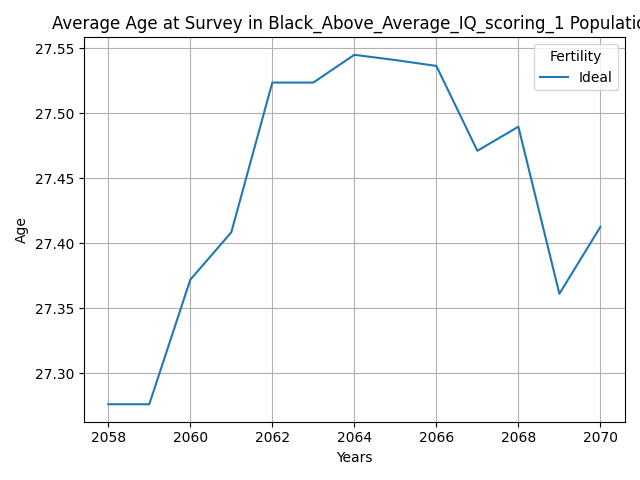 Average Age at Survey in Black_Above_Average_IQ_scoring_1 Populatio
Fertility
Ideal
27.55
27.50
27.45
27.40
27.35
27.30
Age
2058 2060 2062 2064 2066 2068 2070
Years